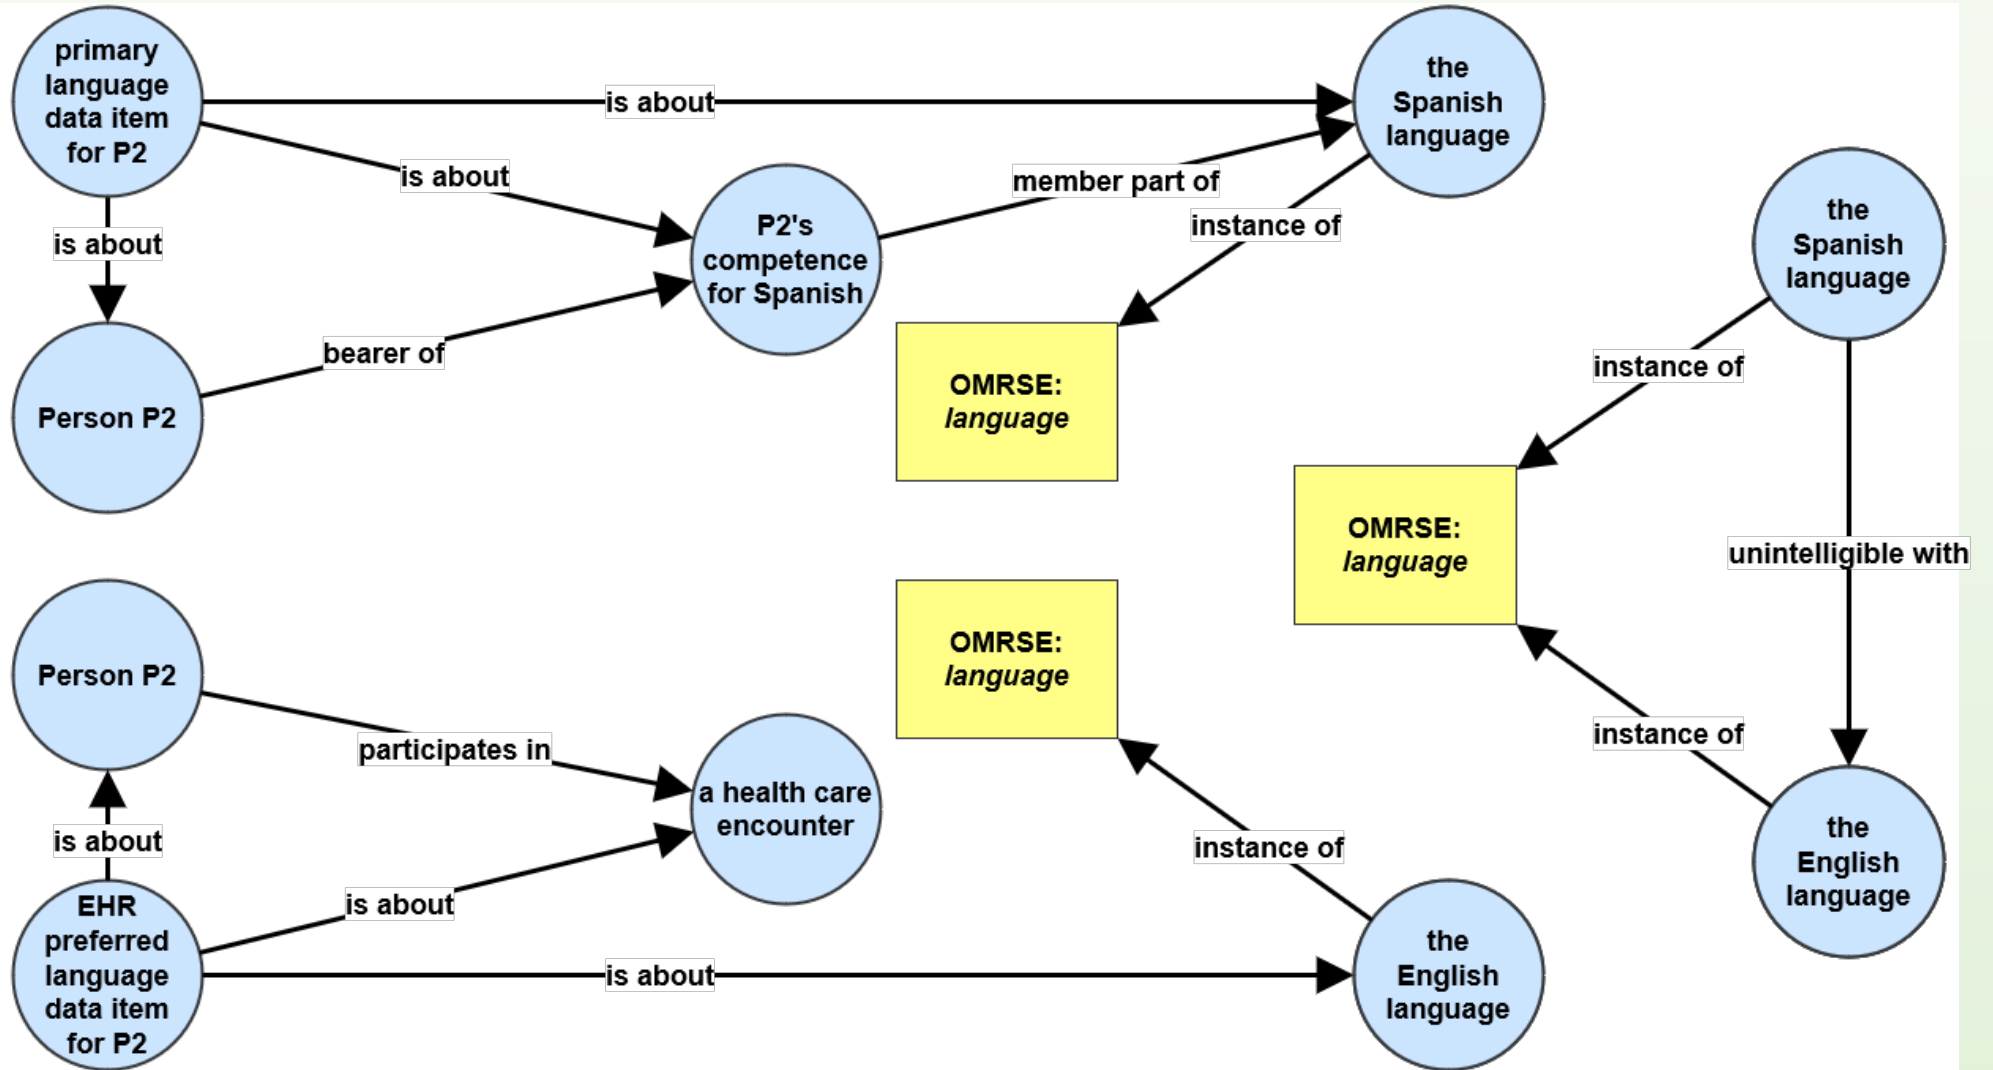 primary
language
data item
for P2
is about
the
Spanish
language
is about
member part of
is about
P2's
competence
for Spanish
instance of
bearer of
Person P2
OMRSE:
language
the
Spanish
language
instance of
OMRSE:
language
unintelligible with
instance of
the
English
language
Person P2
OMRSE:
language
participates in
a health care
encounter
is about
instance of
is about
EHR
preferred
language
data item
for P2
is about
the
English
language